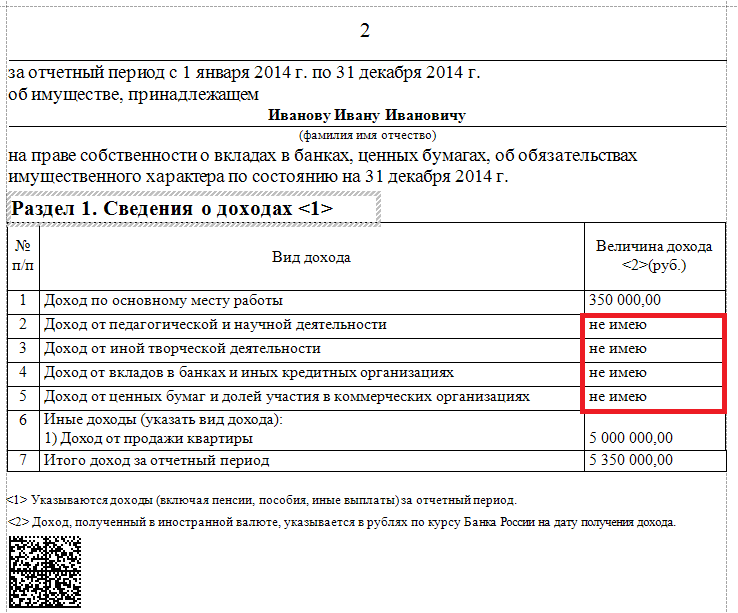 2
за отчетный период с 1 января 2014 г. по 31 декабря 2014 г.
об имуществе, принадлежащем
Иванову Ивану Ивановичу
(фамилия имя отчество)
на праве собственности о вкладах в банках, ценных бумагах, об обязательствах
имущественного характера по состоянию на 31 декабря 2014 г.
Раздел 1. Сведения о доходах <1>
№ п/п Вид дохода Величина дохода <2>(руб.)
1 Доход по основному месту работы 350 000,00
2 Доход от педагогической и научной деятельности не имею
3 Доход от иной творческой деятельности не имею
4 Доход от вкладов в банках и иных кредитных организациях не имею
5 Доход от ценных бумаг и долей участия в коммерческих организациях не имею
6 Иные доходы (указать вид дохода):
1) Доход от продажи квартиры 5 000 000,00
7 Итого доход за отчетный период 5 350 000,00
<1> Указываются доходы (включая пенсии, пособия, иные выплаты) за отчетный период.
<2> Доход, полученный в иностранной валюте, указывается в рублях по курсу Банка России на дату получения дохода.